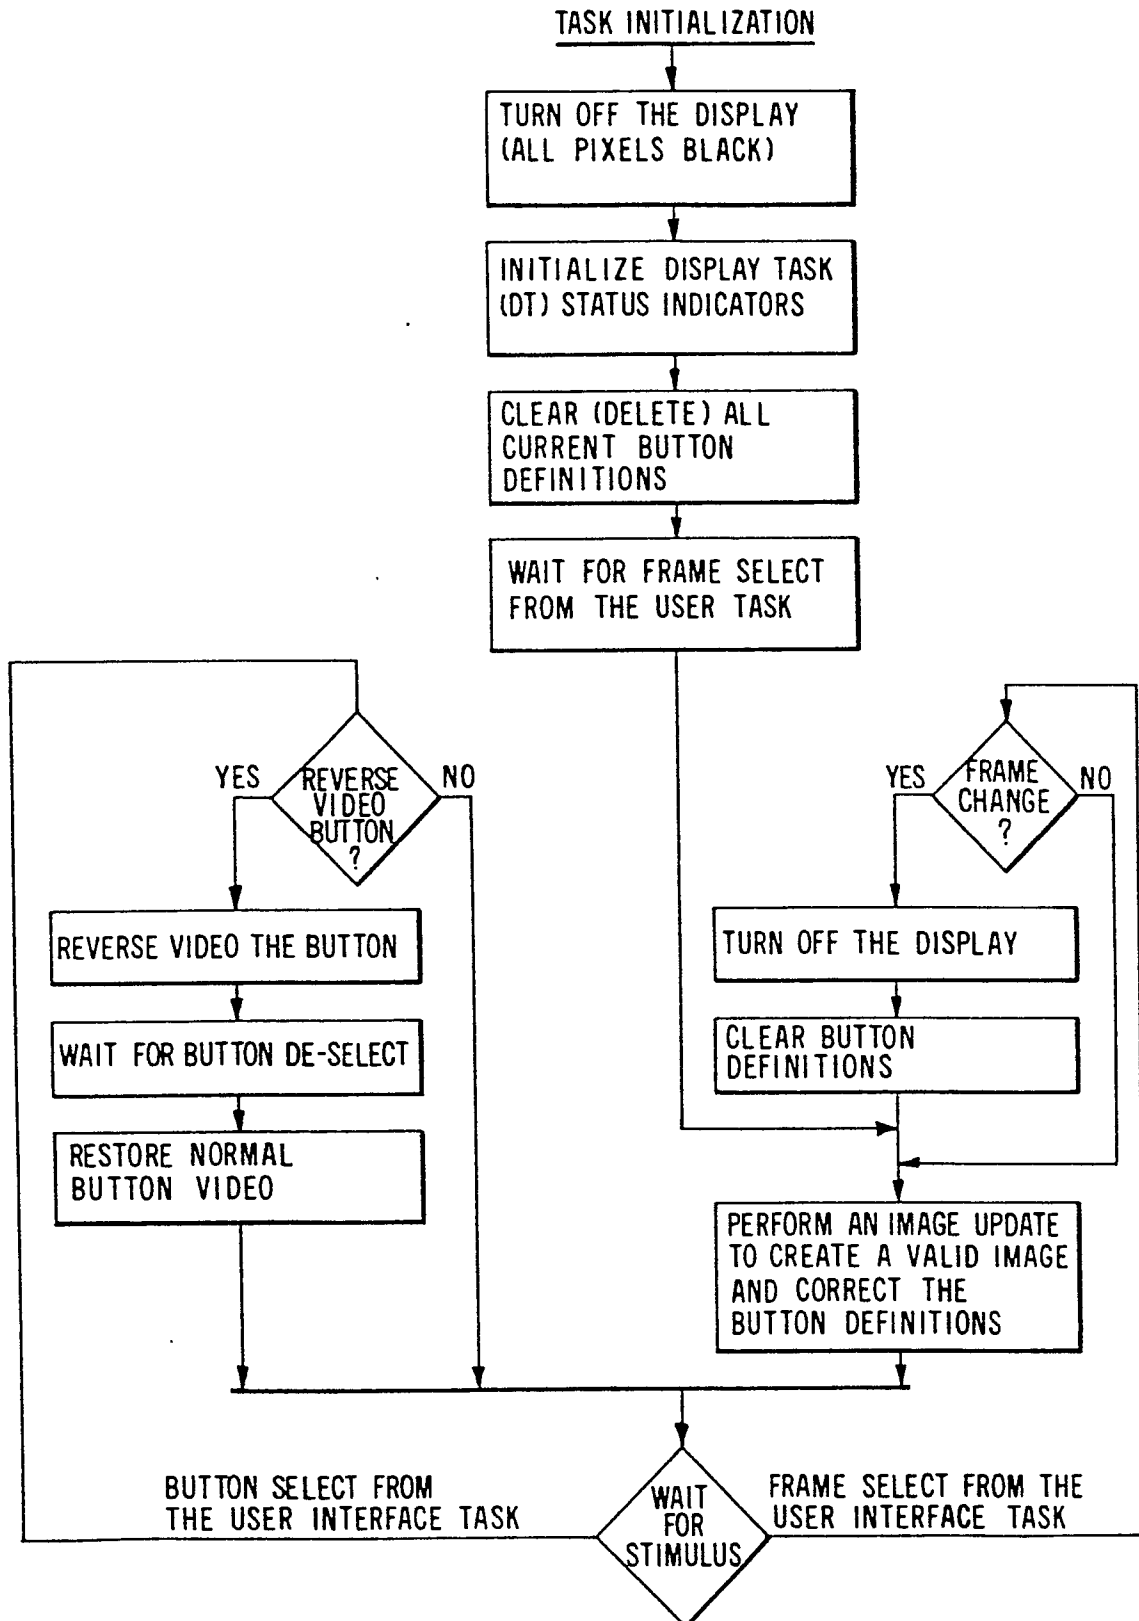 TASK INITIALIZATION
TURN OFF THE DISPLAY
(ALL PIXELS BLACK)
INITIALIZE DISPLAY TASK
(DT) STATUS INDICATORS
CLEAR (DELETE) ALL
CURRENT BUTTON
DEFINITIONS
WAIT FOR FRAME SELECT
FROM THE USER TASK
YES
REVERSE
VIDEO
BUTTON
?
NO
REVERSE VIDEO THE BUTTON
WAIT FOR BUTTON DE-SELECT
RESTORE NORMAL
BUTTON VIDEO
YES
FRAME
CHANGE
?
NO
TURN OFF THE DISPLAY
CLEAR BUTTON
DEFINITIONS
PERFORM AN IMAGE UPDATE
TO CREATE A VALID IMAGE
AND CORRECT THE
BUTTON DEFINITIONS
BUTTON SELECT FROM
THE USER INTERFACE TASK
WAIT
FOR
STIMULUS
FRAME SELECT FROM THE
USER INTERFACE TASK